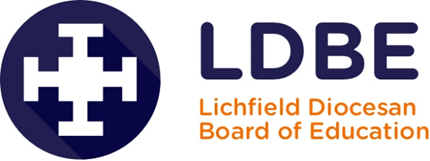 LDBE
Lichfield Diocesan
Board of Education